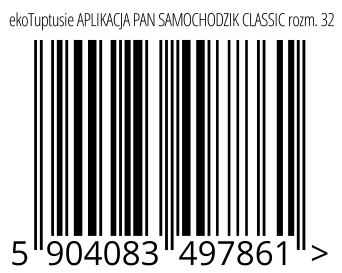 ekoTuptusie APLIKACJA PAN SAMOCHODZIK CLASSIC rozm. 32
5 904083 497861 >